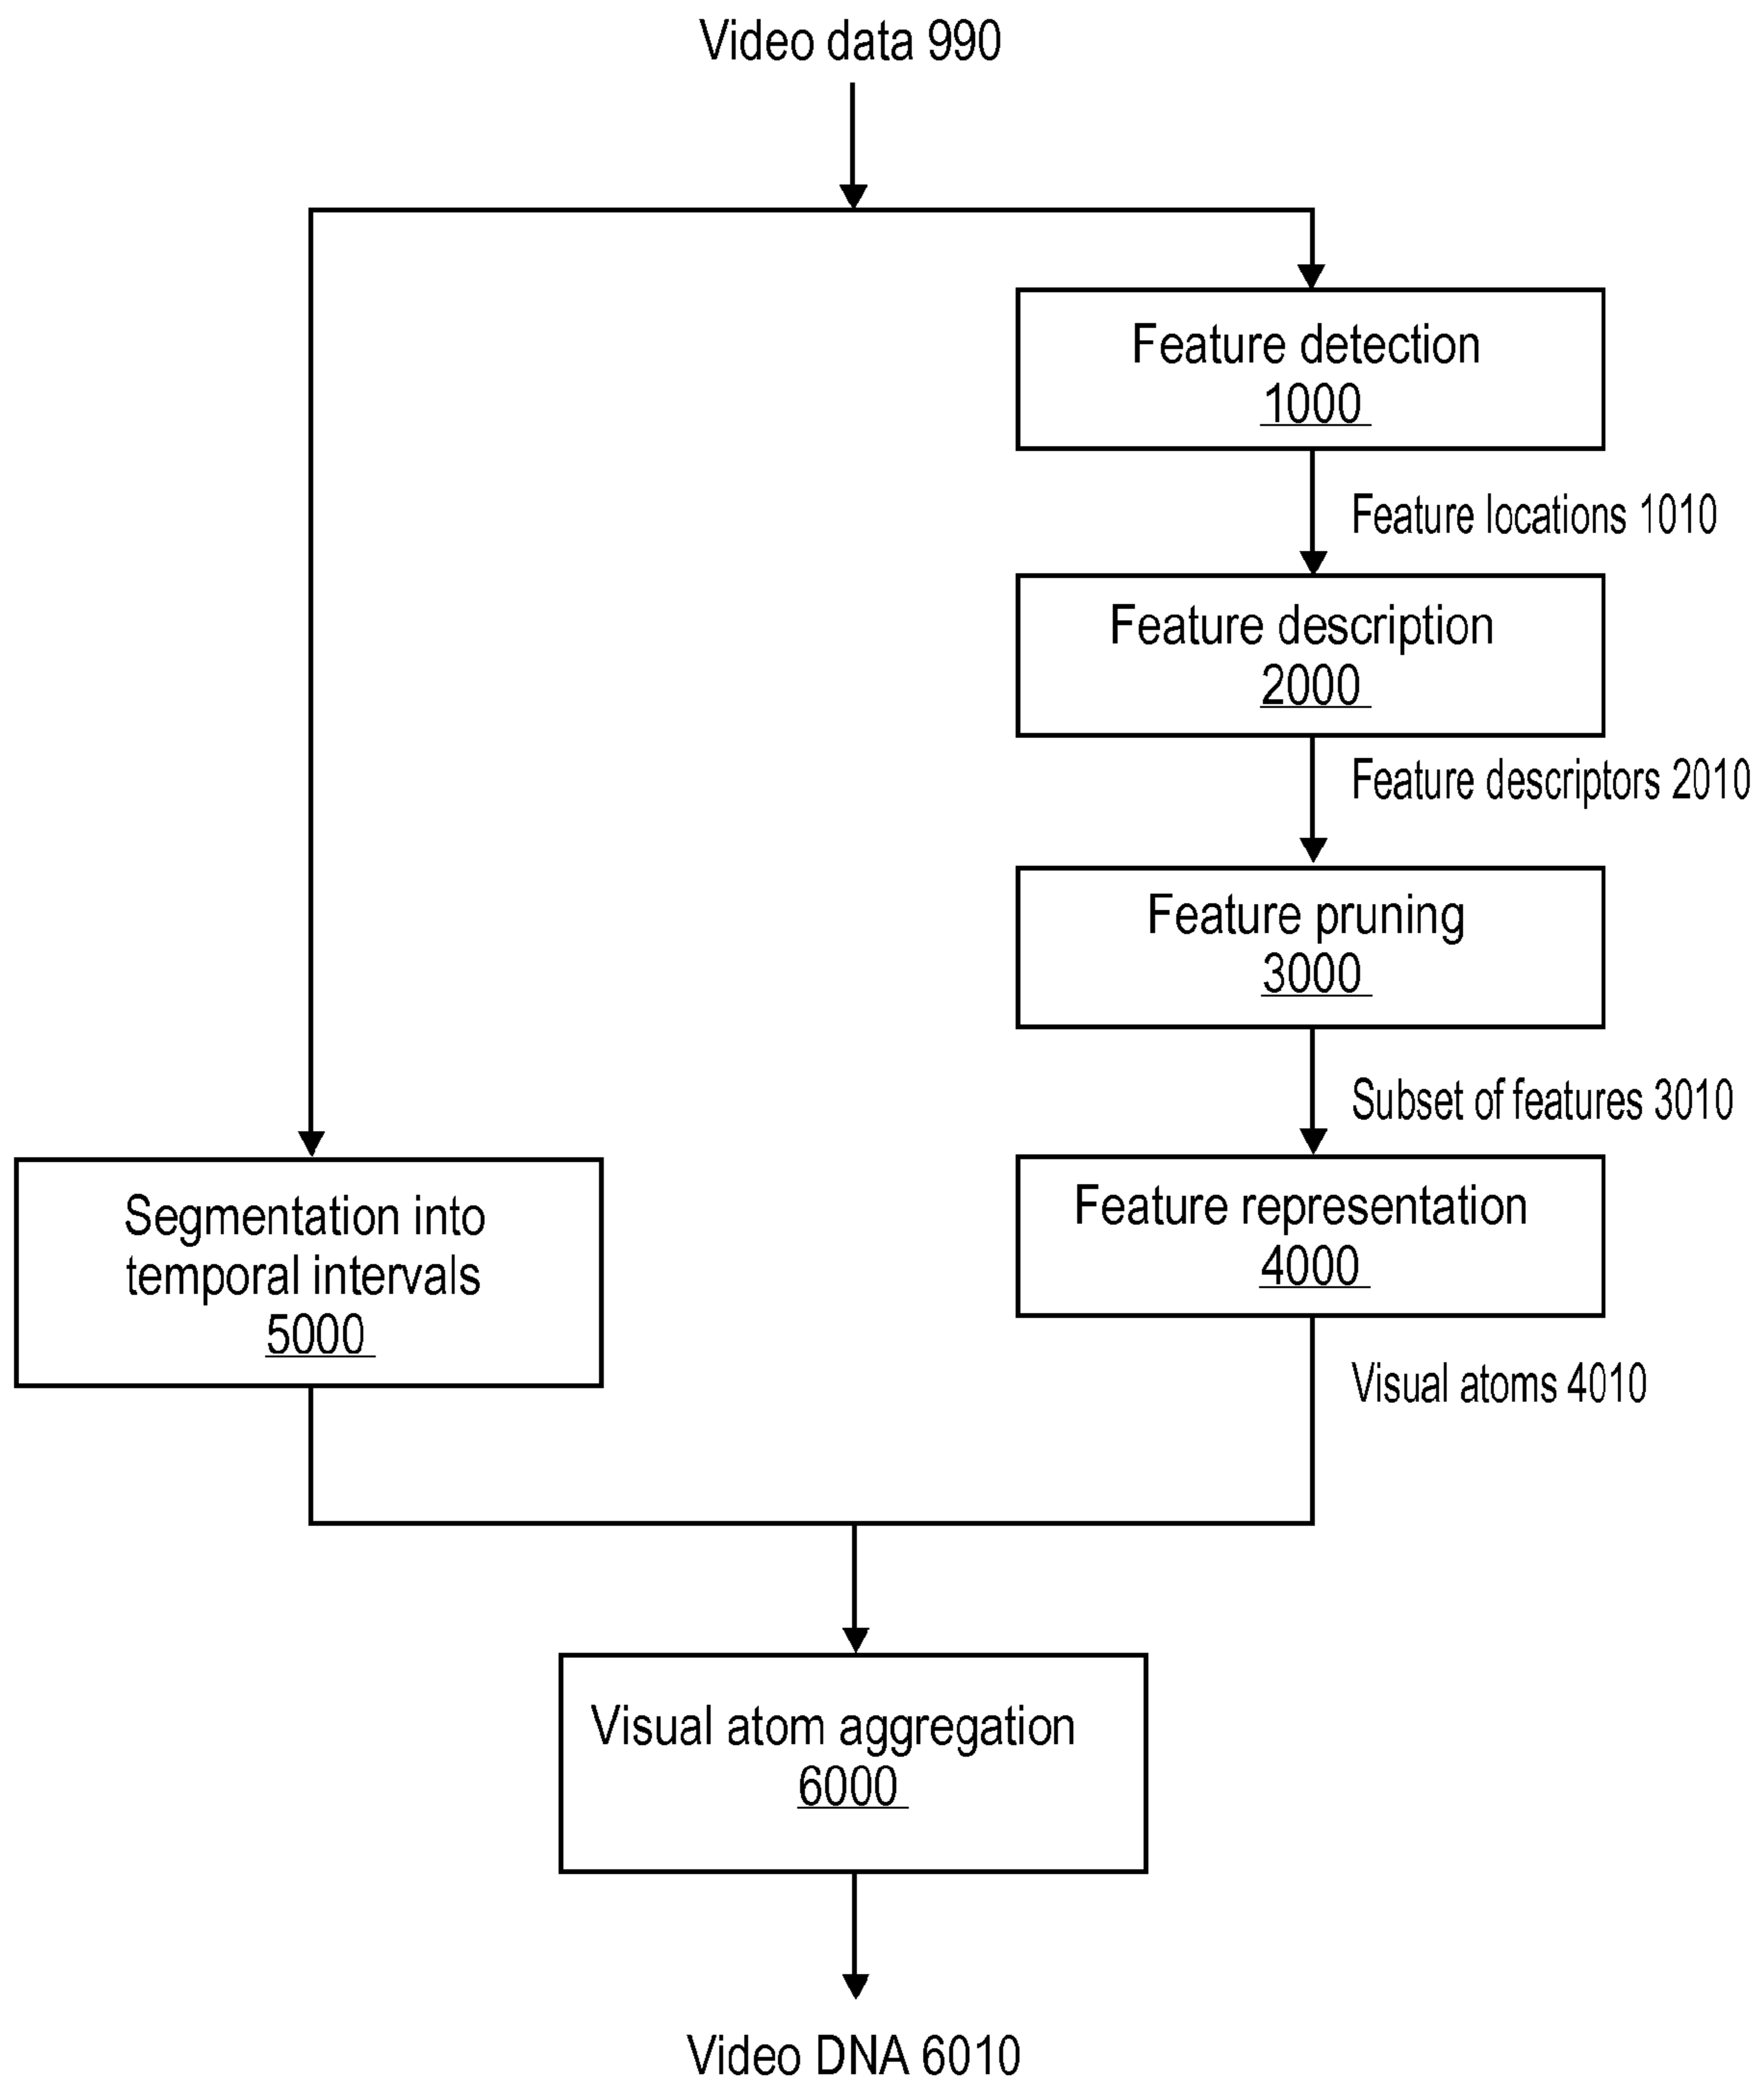 Video data 990
Feature detection
1000
Feature locations 1010
Feature description
2000
Feature descriptors 2010
Feature pruning
3000
Subset of features 3010
Segmentation into
temporal intervals
5000
Feature representation
4000
Visual atoms 4010
Visual atom aggregation
6000
Video DNA 6010